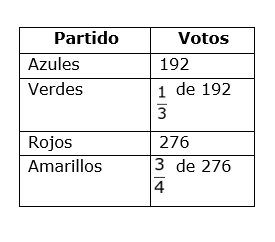 Partido Votos
Azules 192
Verdes 1/3 de 192
Rojos 276
Amarillos 3/4 de 276